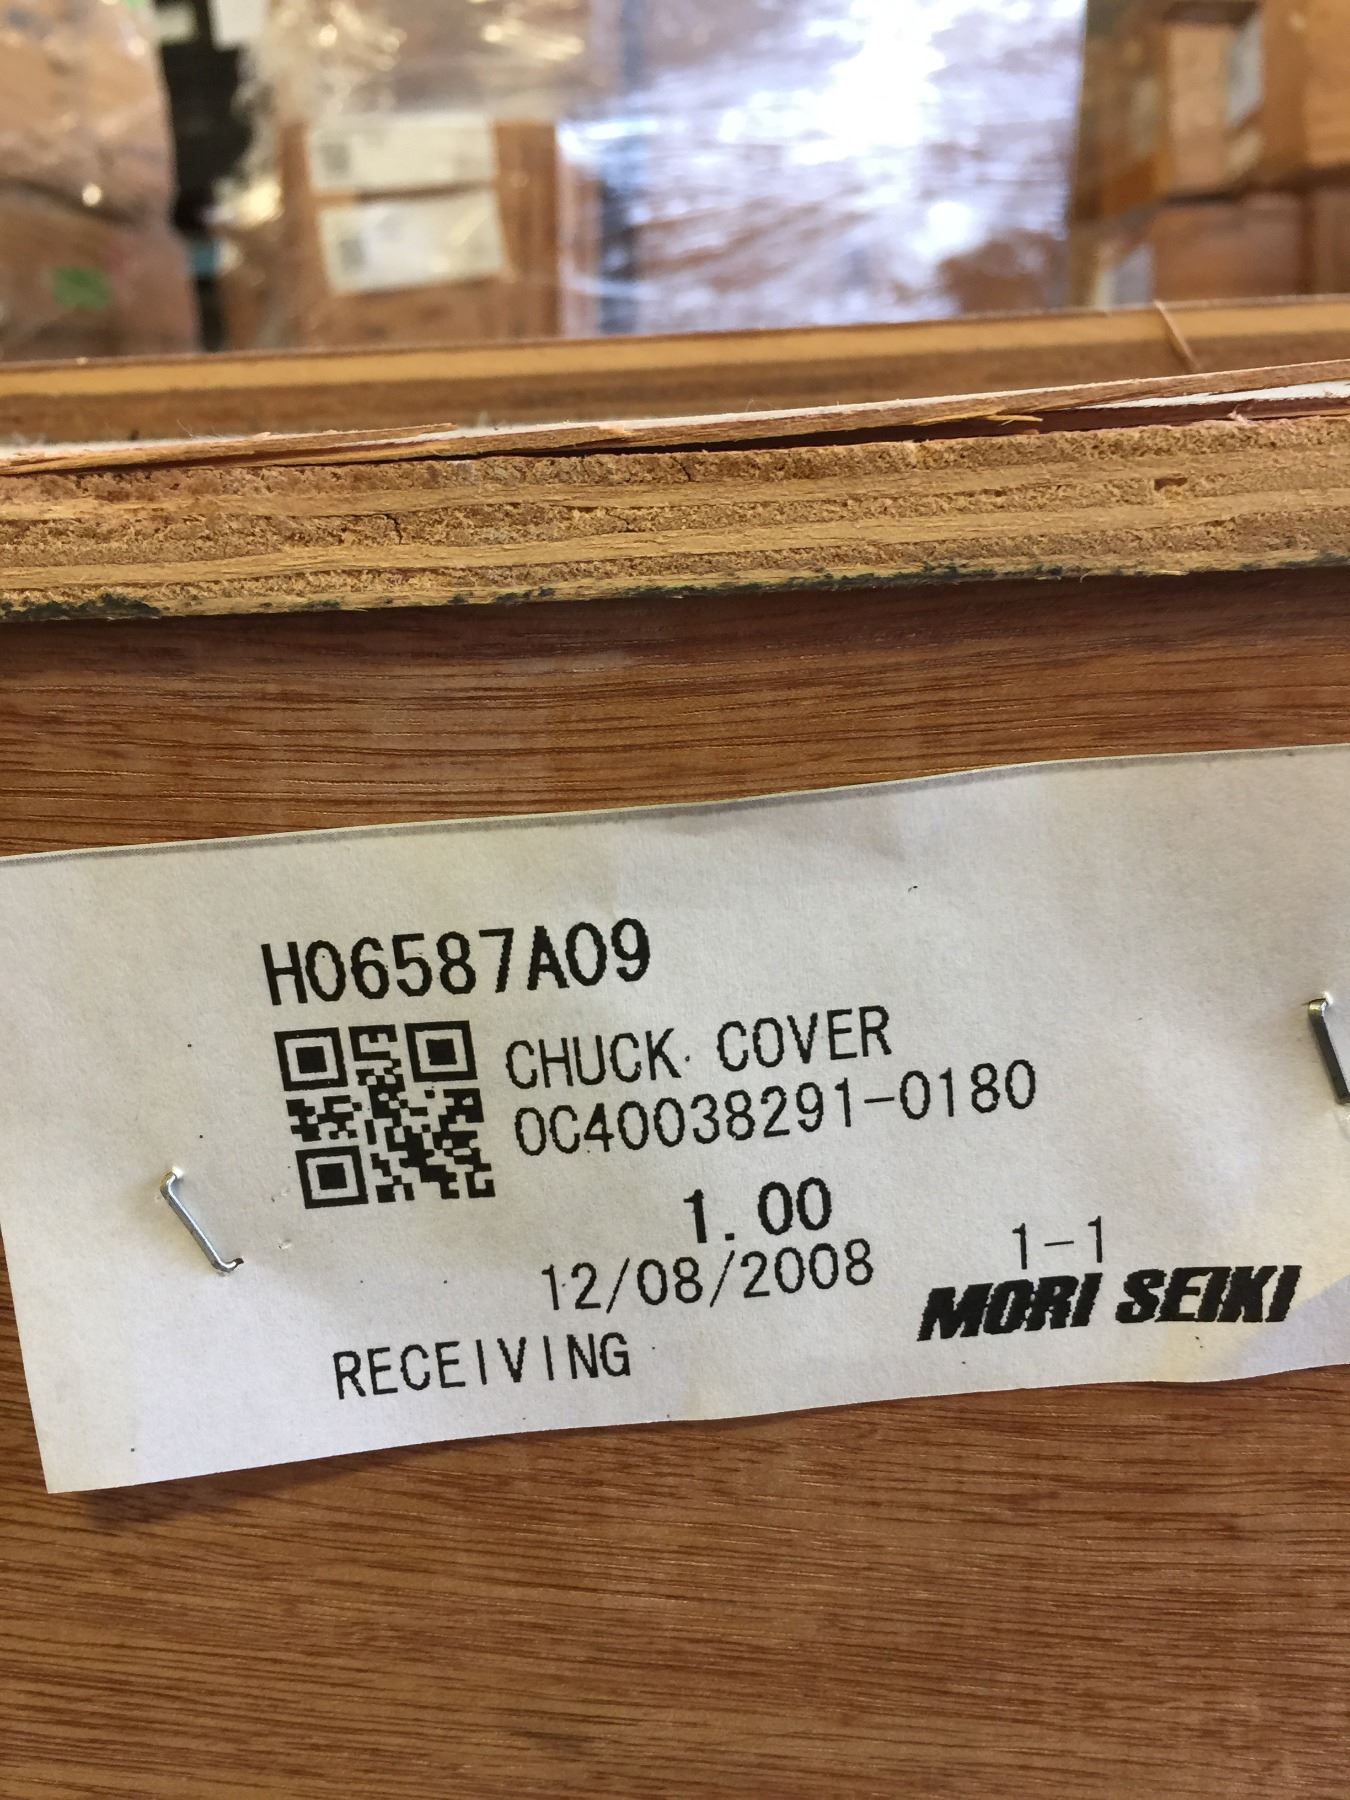 H06587A09
CHUCK COVER
0C40038291-0180
1.00
12/08/2008
1-1
MORI SEIKI
RECEIVING